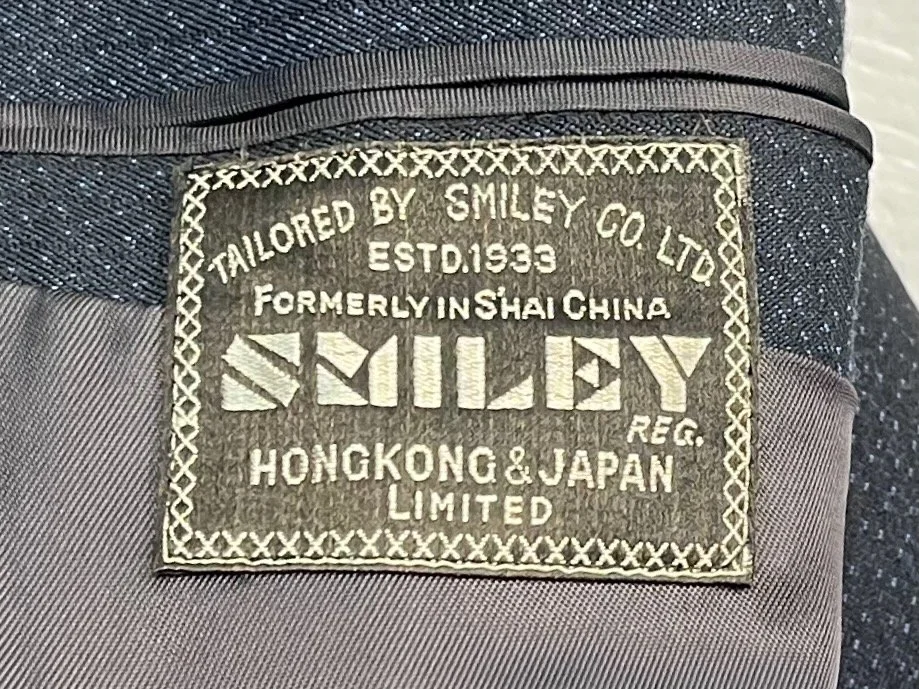 TAILORED BY SMILEY CO. LTD.
ESTD.1933
FORMERLY IN S'HAI CHINA
SMILEY
REG.
HONGKONG & JAPAN
LIMITED